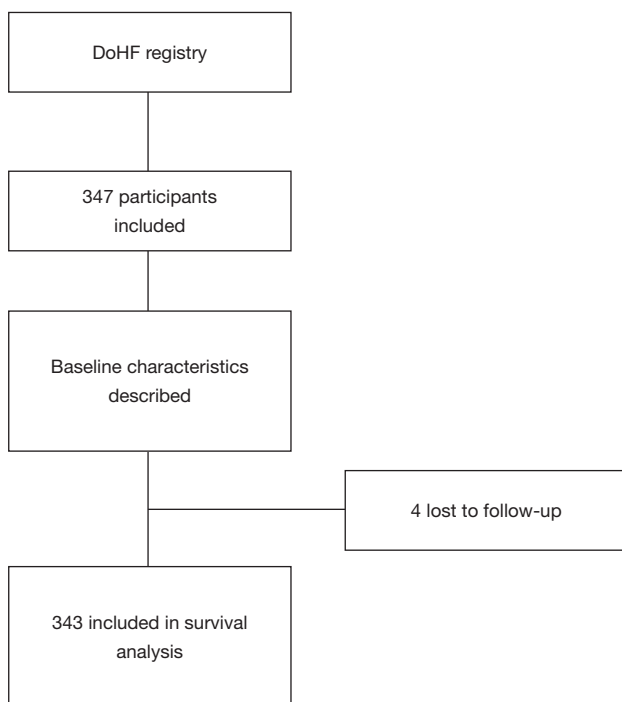 DoHF registry
347 participants
included
Baseline characteristics
described
4 lost to follow-up
343 included in survival
analysis